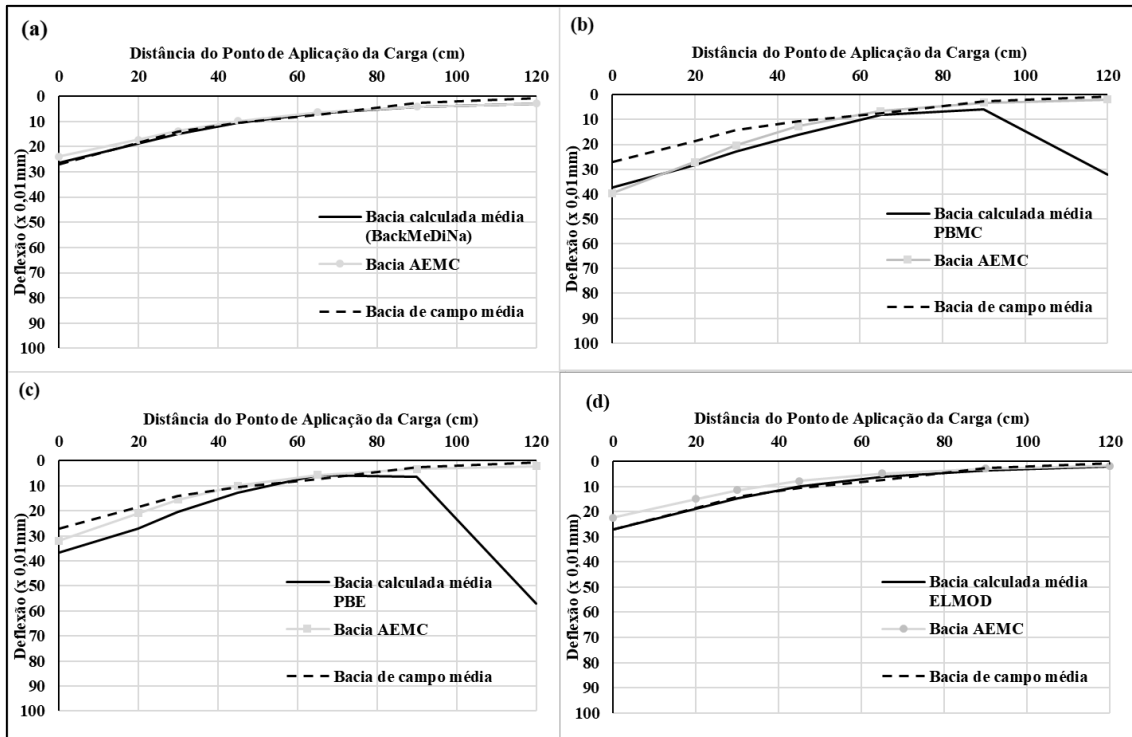 (a)
Distância do Ponto de Aplicação da Carga (cm)
0 20 40 60 80 100 120
0
10
20
30
40
50
60
70
80
90
100
Deflexão (x 0,01mm)
Bacia calculada média
(BackMeDiNa)
Bacia AEMC
Bacia de campo média
(b)
Distância do Ponto de Aplicação da Carga (cm)
0 20 40 60 80 100 120
0
10
20
30
40
50
60
70
80
90
100
Deflexão (x 0,01mm)
Bacia calculada média
PBMC
Bacia AEMC
Bacia de campo média
(c)
Distância do Ponto de Aplicação da Carga (cm)
0 20 40 60 80 100 120
0
10
20
30
40
50
60
70
80
90
100
Deflexão (x 0,01mm)
Bacia calculada média
PBE
Bacia AEMC
Bacia de campo média
(d)
Distância do Ponto de Aplicação da Carga (cm)
0 20 40 60 80 100 120
0
10
20
30
40
50
60
70
80
90
100
Deflexão (x 0,01mm)
Bacia calculada média
ELMOD
Bacia AEMC
Bacia de campo média